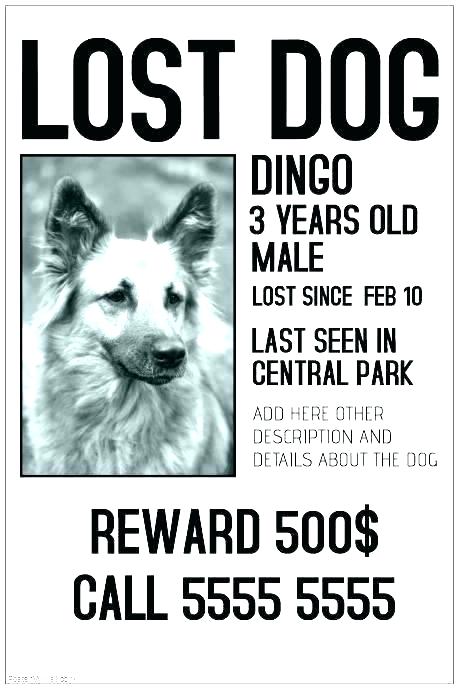 LOST DOG
DINGO
3 YEARS OLD
MALE
LOST SINCE FEB 10
LAST SEEN IN
CENTRAL PARK
ADD HERE OTHER
DESCRIPTION AND
DETAILS ABOUT THE DOG
REWARD 500$
CALL 5555 5555